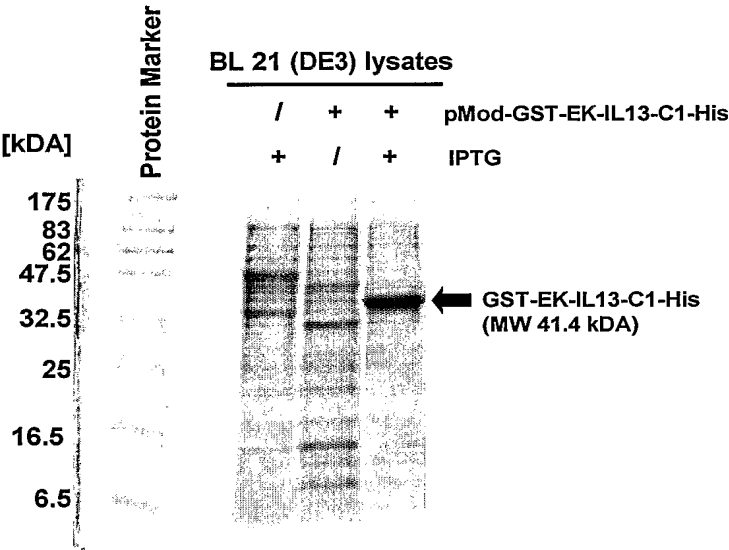 Protein Marker
BL 21 (DE3) lysates
/ + + pMod-GST-EK-IL13-C1-His
[kDA]
+ / + IPTG
175
83
62
47.5
32.5
25
16.5
6.5
GST-EK-IL13-C1-His
(MW 41.4 kDA)